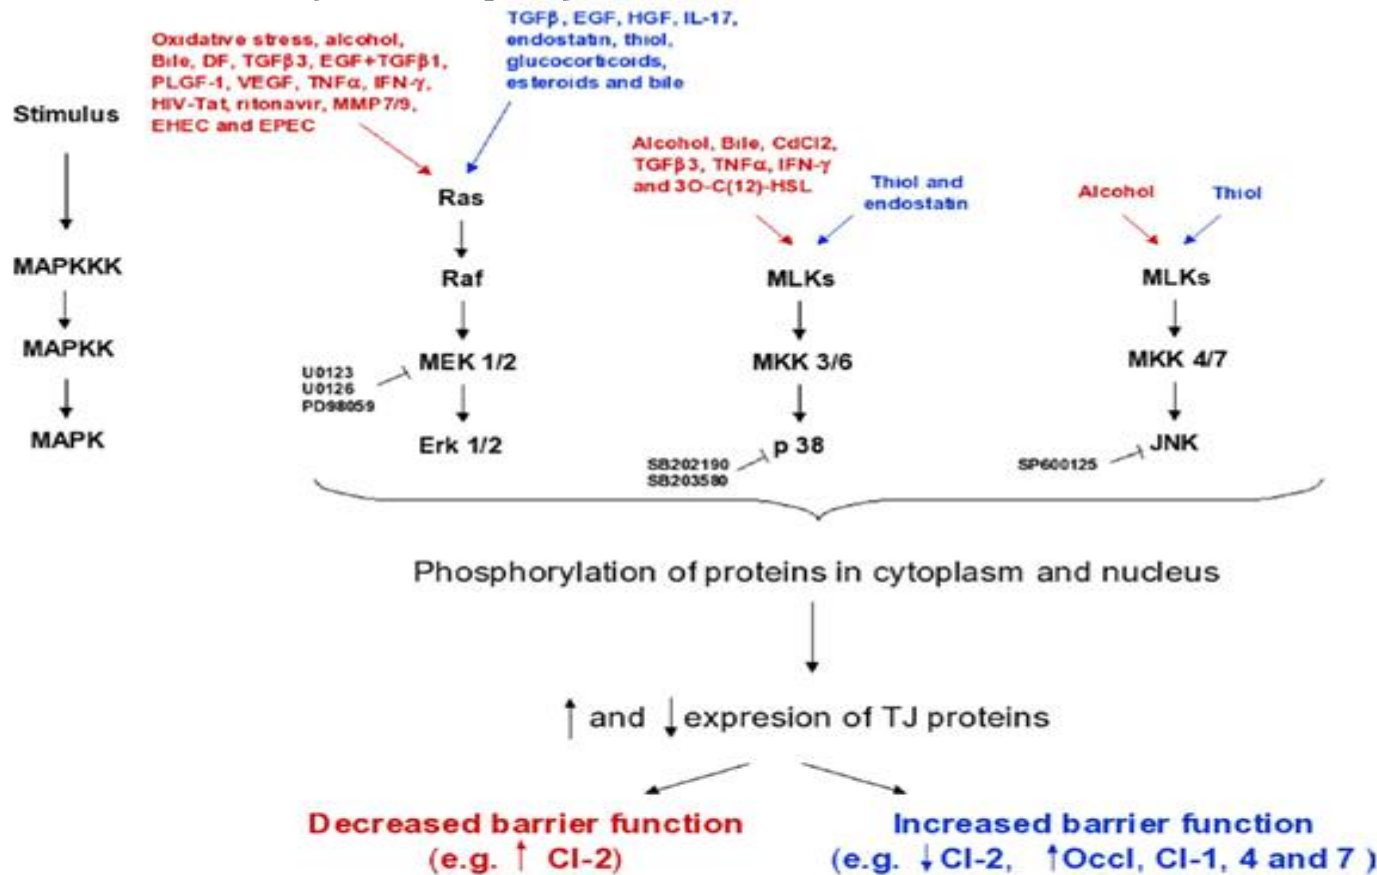 TGFβ, EGF, HGF, IL-17,
endostatin, thiol,
glucocorticoids,
esteroids and bile
Oxidative stress, alcohol,
Bile, DF, TGFβ3, EGF+TGFβ1,
PLGF-1, VEGF, TNFα, IFN-γ,
HIV-Tat, ritonavir, MMP7/9,
EHEC and EPEC
Stimulus
MAPKKK
MAPKK
MAPK
Ras
Raf
MEK 1/2
Erk 1/2
U0123
U0126
PD98059
Alcohol, Bile, CdCl2,
TGFβ3, TNFα, IFN-γ
and 3O-C(12)-HSL
Thiol and
endostatin
MLKs
MKK 3/6
p 38
SB202190
SB203580
Alcohol
Thiol
MLKs
MKK 4/7
JNK
SP600125
Phosphorylation of proteins in cytoplasm and nucleus
↑ and ↓ expresion of TJ proteins
Decreased barrier function
(e.g. ↑ Cl-2)
Increased barrier function
(e.g. ↓Cl-2, ↑Occl, Cl-1, 4 and 7 )